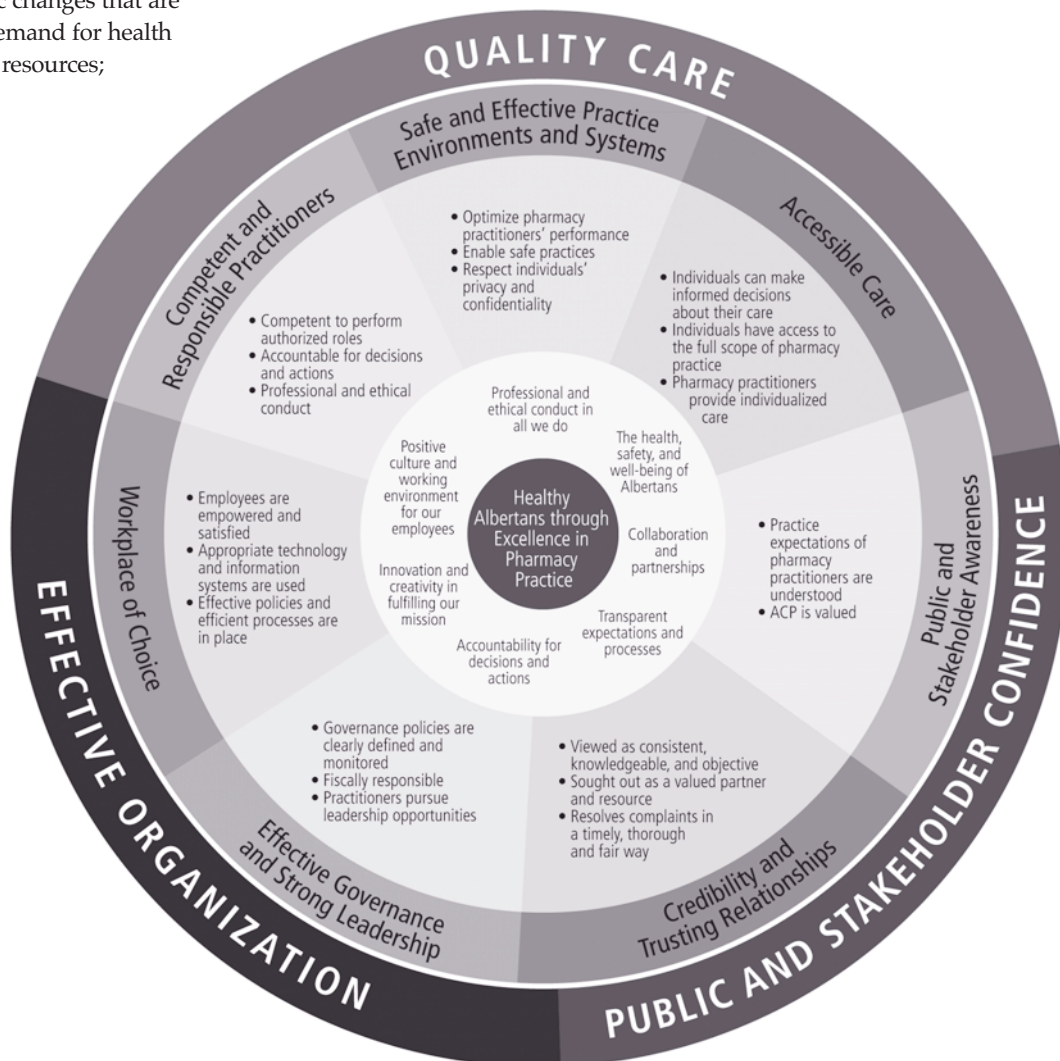 c changes that are
emand for health
resources;
QUALITY CARE
Safe and Effective Practice
Environments and Systems
• Optimize pharmacy
practitioners' performance
• Enable safe practices
• Respect individuals'
privacy and
confidentiality
Accessible Care
• Individuals can make
informed decisions
about their care
• Individuals have access to
the full scope of pharmacy
practice
• Pharmacy practitioners
provide individualized
care
Competent and
Responsible Practitioners
• Competent to perform
authorized roles
• Accountable for decisions
and actions
• Professional and ethical
conduct
PUBLIC AND STAKEHOLDER CONFIDENCE
Public and
Stakeholder Awareness
• Practice
expectations of
pharmacy
practitioners are
understood
• ACP is valued
Credibility and
Trusting Relationships
• Viewed as consistent,
knowledgeable, and objective
• Sought out as a valued partner
and resource
• Resolves complaints in
a timely, thorough
and fair way
EFFECTIVE ORGANIZATION
Effective Governance
and Strong Leadership
• Governance policies are
clearly defined and
monitored
• Fiscally responsible
• Practitioners pursue
leadership opportunities
Workplace of Choice
• Employees are
empowered and
satisfied
• Appropriate technology
and information
systems are used
• Effective policies and
efficient processes are
in place
Professional and
ethical conduct in
all we do
The health,
safety, and
well-being of
Albertans
Collaboration
and
partnerships
Transparent
expectations and
processes
Accountability for
decisions and
actions
Innovation and
creativity in
fulfilling our
mission
Positive
culture and
working
environment
for our
employees
Healthy
Albertans through
Excellence in
Pharmacy
Practice